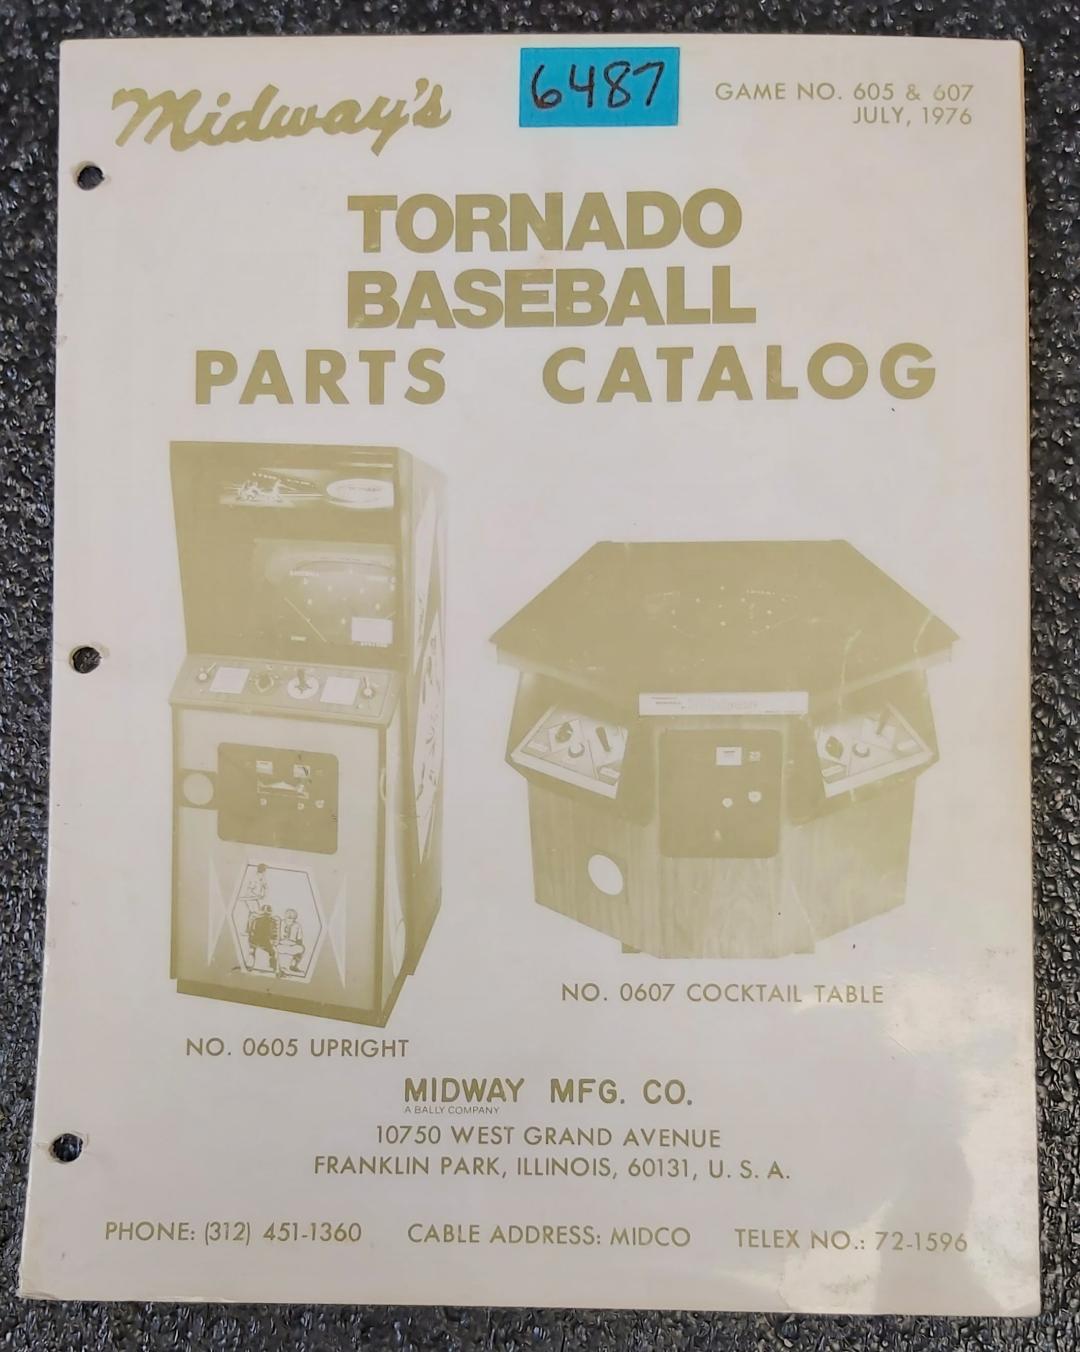 Midway's
6487
GAME NO. 605 & 607
JULY, 1976
TORNADO
BASEBALL
PARTS CATALOG
NO. 0607 COCKTAIL TABLE
NO. 0605 UPRIGHT
MIDWAY MFG. CO.
A BALLY COMPANY
10750 WEST GRAND AVENUE
FRANKLIN PARK, ILLINOIS, 60131, U. S. A.
PHONE: (312) 451-1360 CABLE ADDRESS: MIDCO TELEX NO.: 72-1596